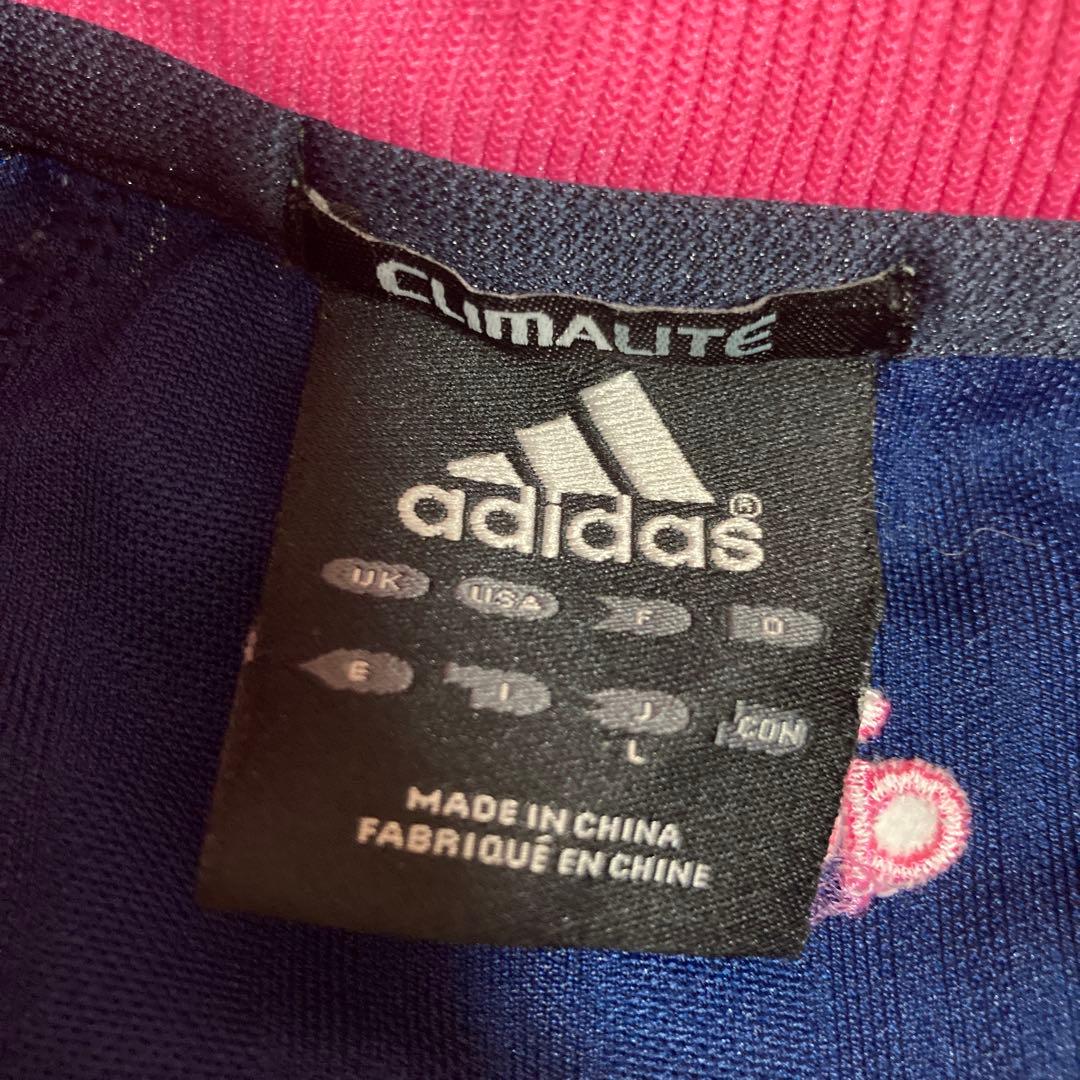 CLIMALITE
adidas®
UK USA F D
E I J CON
L
MADE IN CHINA
FABRIQUÉ EN CHINE